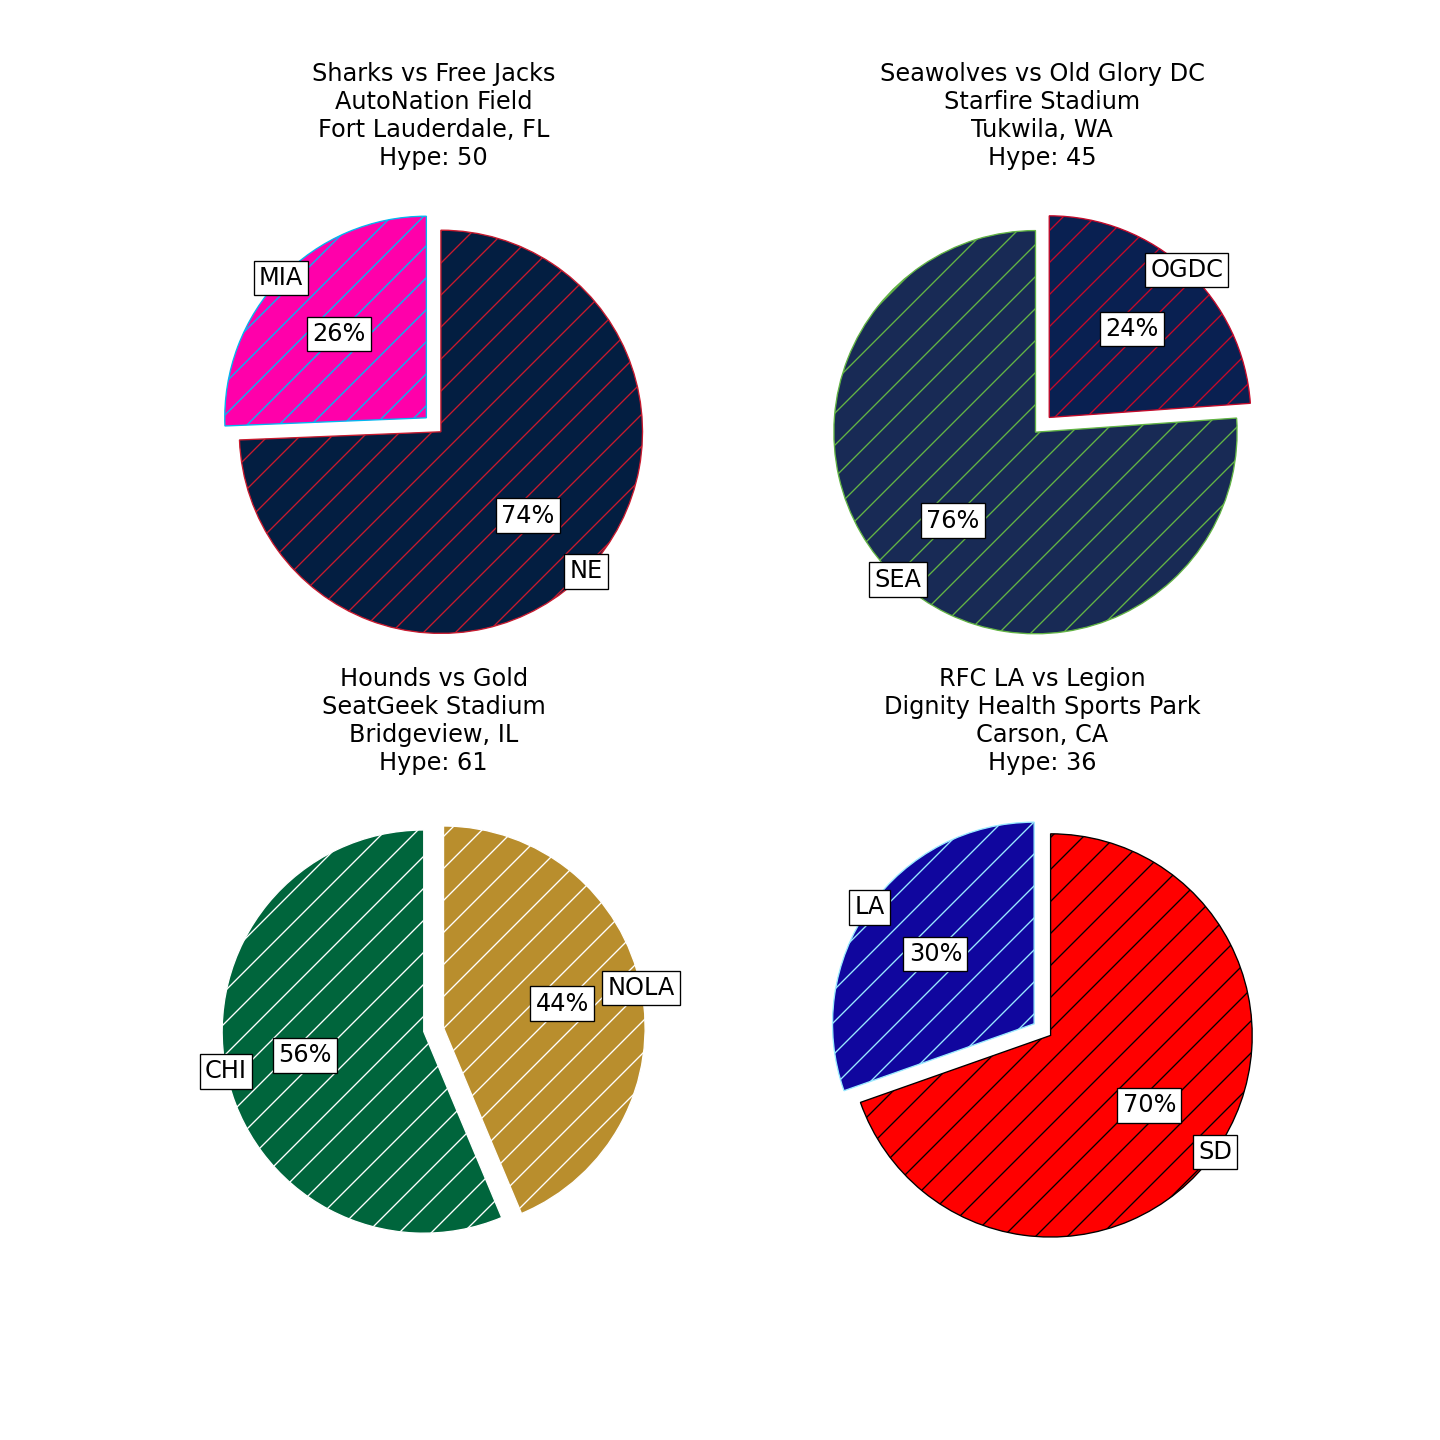 Sharks vs Free Jacks
AutoNation Field
Fort Lauderdale, FL
Hype: 50
MIA
26%
74%
NE
Seawolves vs Old Glory DC
Starfire Stadium
Tukwila, WA
Hype: 45
OGDC
24%
76%
SEA
Hounds vs Gold
SeatGeek Stadium
Bridgeview, IL
Hype: 61
NOLA
44%
56%
CHI
RFC LA vs Legion
Dignity Health Sports Park
Carson, CA
Hype: 36
LA
30%
70%
SD